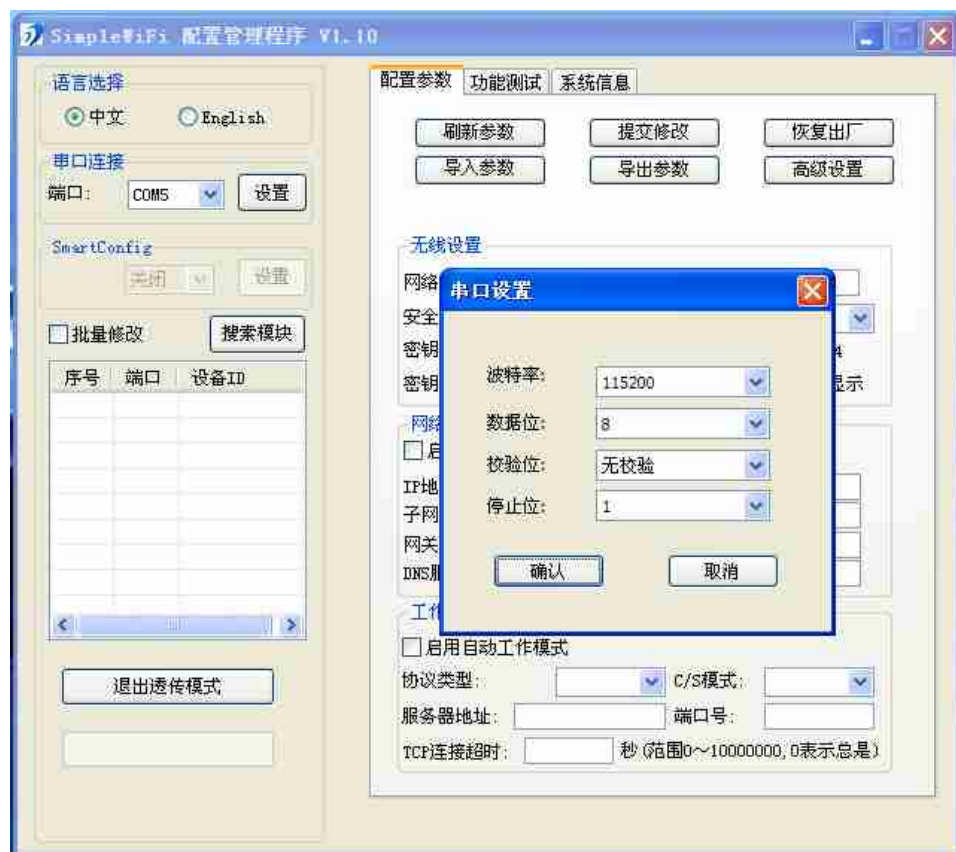 SimpleWiFi 配置管理程序 V1.10
语言选择
中文 English
串口连接
端口: COM5 设置
SmartConfig
关闭 设置
批量修改 搜索模块
序号 端口 设备ID
退出透传模式
配置参数 功能测试 系统信息
刷新参数 提交修改 恢复出厂
导入参数 导出参数 高级设置
无线设置
网络
安全
密钥
密钥 显示
网络
启
IP地
子网
网关
DNS服
串口设置
波特率: 115200
数据位: 8
校验位: 无校验
停止位: 1
确认 取消
工作
启用自动工作模式
协议类型: C/S模式:
服务器地址: 端口号:
TCP连接超时: 秒(范围0～10000000,0表示总是)